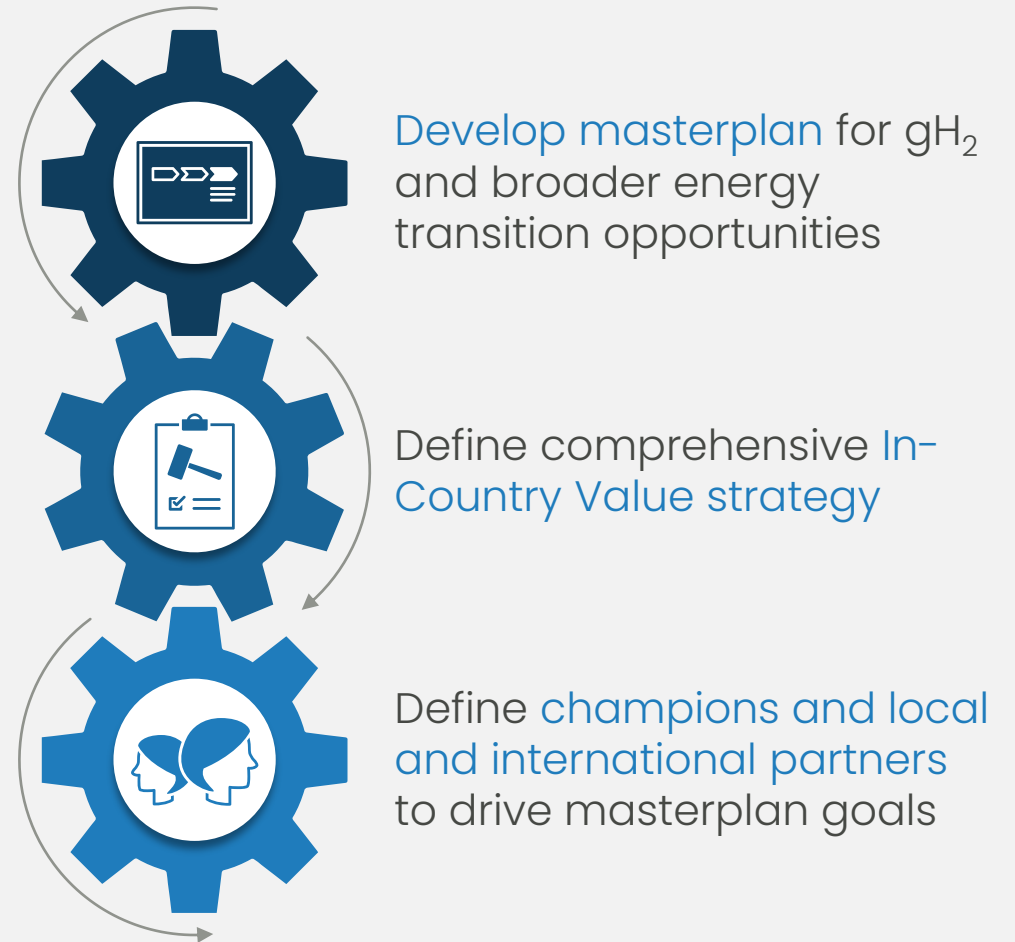 Develop masterplan for gH₂
and broader energy
transition opportunities
Define comprehensive In-
Country Value strategy
Define champions and local
and international partners
to drive masterplan goals